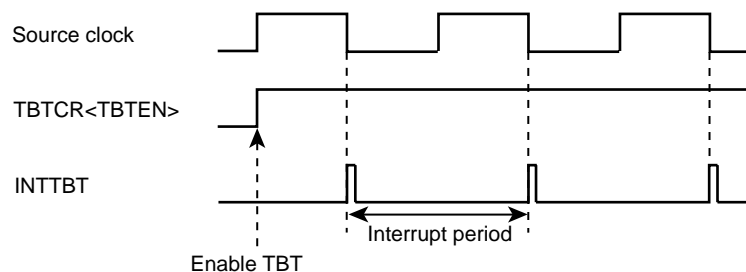 Source clock
TBTCR<TBTEN>
INTTBT
Interrupt period
Enable TBT